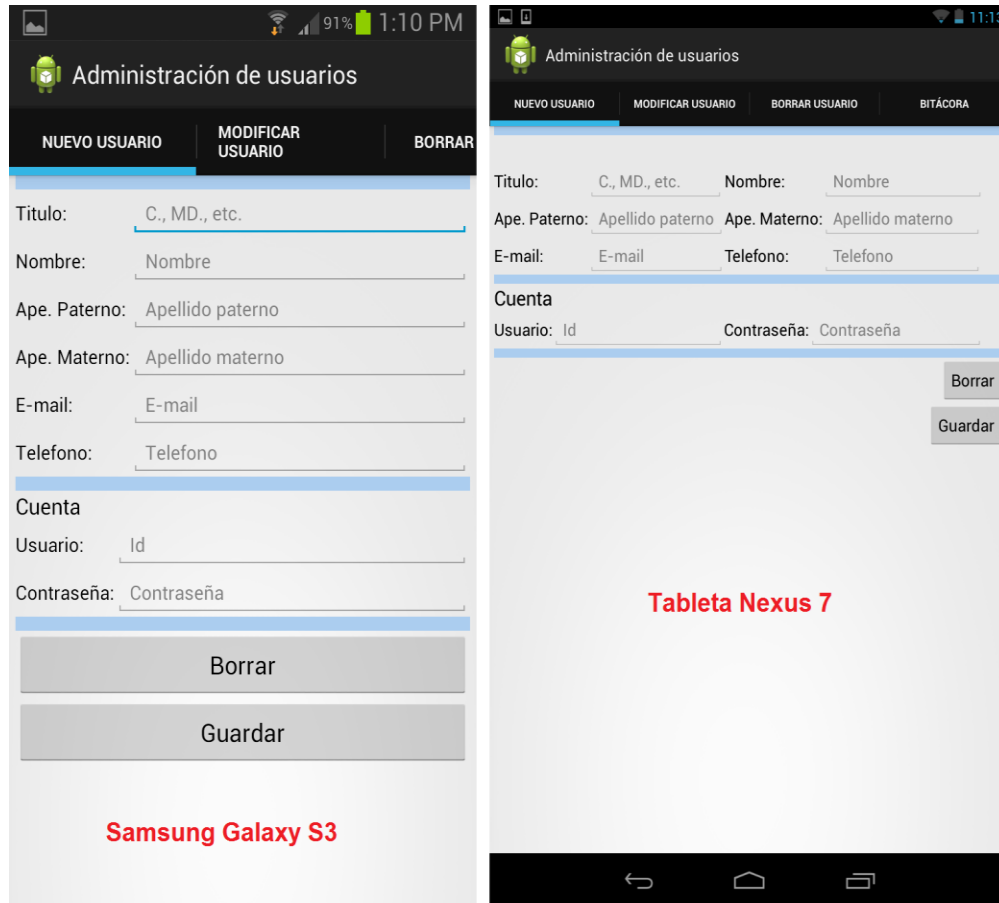 91% 1:10 PM
Administración de usuarios
NUEVO USUARIO
MODIFICAR
USUARIO
BORRAR
Titulo: C., MD., etc.
Nombre: Nombre
Ape. Paterno: Apellido paterno
Ape. Materno: Apellido materno
E-mail: E-mail
Telefono: Telefono
Cuenta
Usuario: Id
Contraseña: Contraseña
Borrar
Guardar
Samsung Galaxy S3
Administración de usuarios
NUEVO USUARIO MODIFICAR USUARIO BORRAR USUARIO BITÁCORA
Titulo: C., MD., etc. Nombre: Nombre
Ape. Paterno: Apellido paterno Ape. Materno: Apellido materno
E-mail: E-mail Telefono: Telefono
Cuenta
Usuario: Id Contraseña: Contraseña
Borrar
Guardar
Tableta Nexus 7